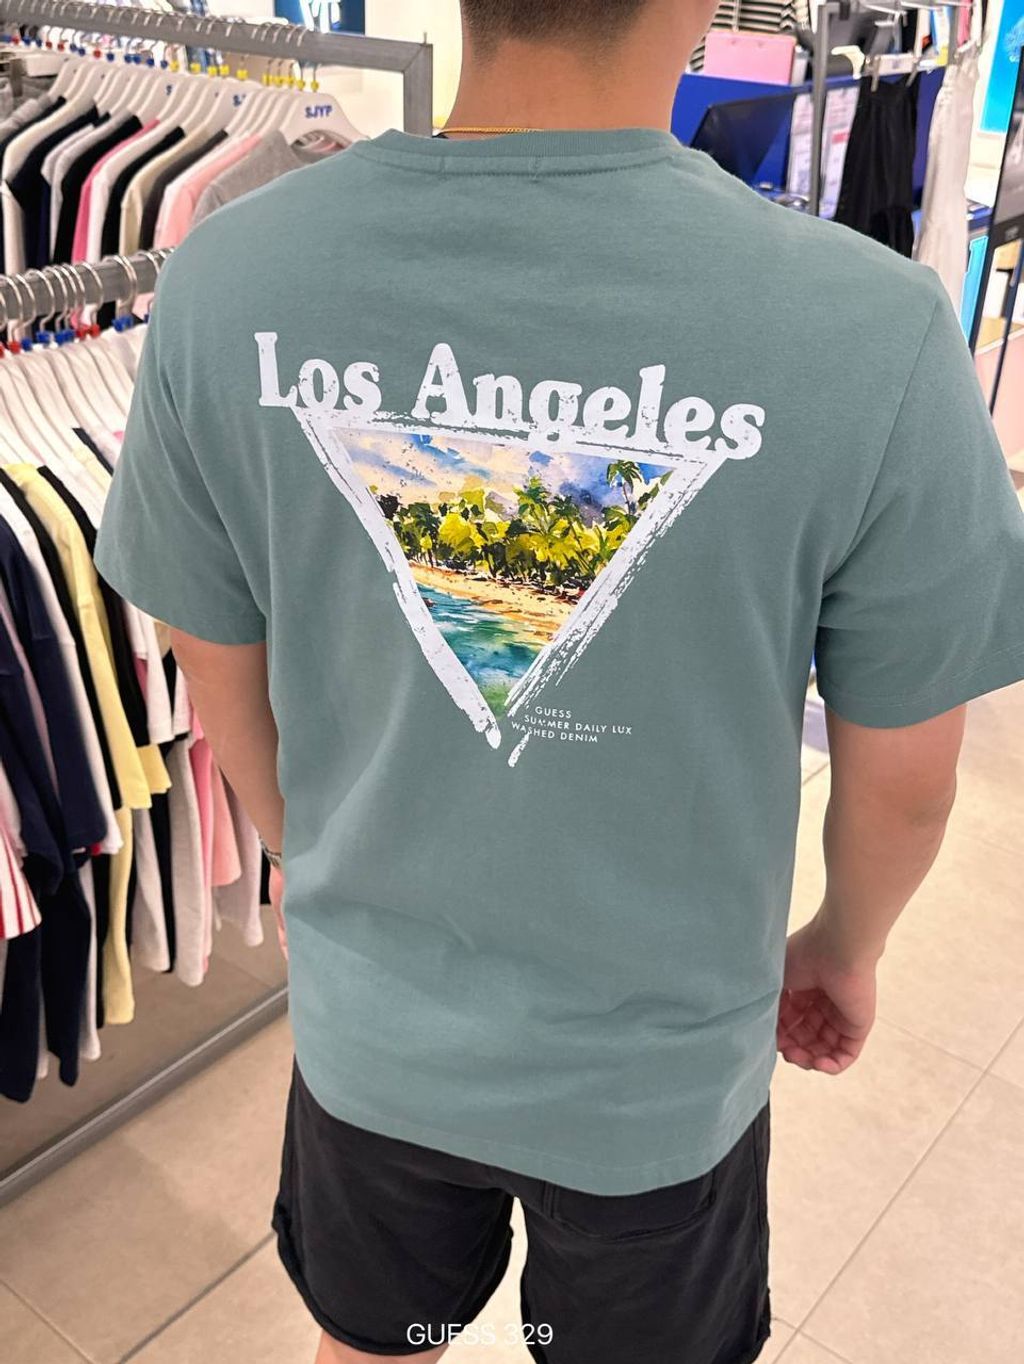 SJYP
Los Angeles
GUESS
SUMMER DAILY LUX
WASHED DENIM
GUESS 329